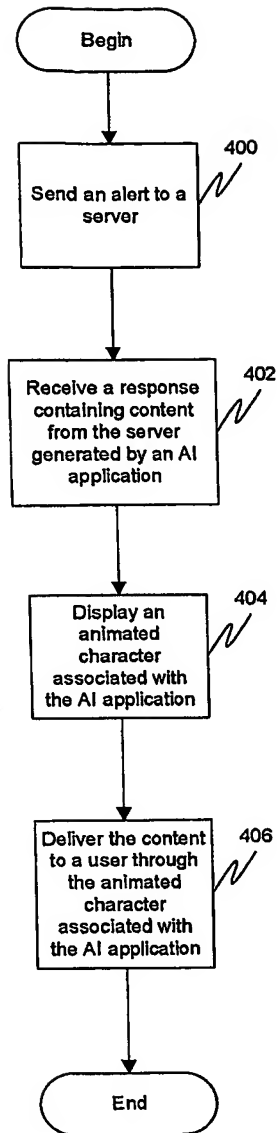 Begin
400
Send an alert to a
server
402
Receive a response
containing content
from the server
generated by an AI
application
404
Display an
animated
character
associated with
the AI application
406
Deliver the content
to a user through
the animated
character
associated with
the AI application
End